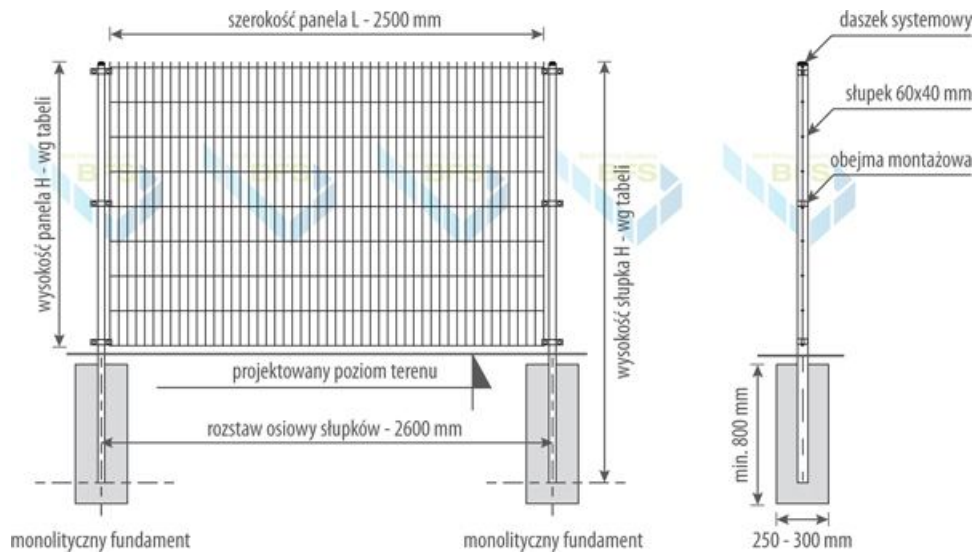 szerokość panela L - 2500 mm
daszek systemowy
słupek 60x40 mm
obejma montażowa
wysokość panela H - wg tabeli
wysokość słupka H - wg tabeli
BFS
BFS
BFS
BFS
BFS
projektowany poziom terenu
rozstaw osiowy słupków - 2600 mm
min. 800 mm
monolityczny fundament
monolityczny fundament
250 - 300 mm